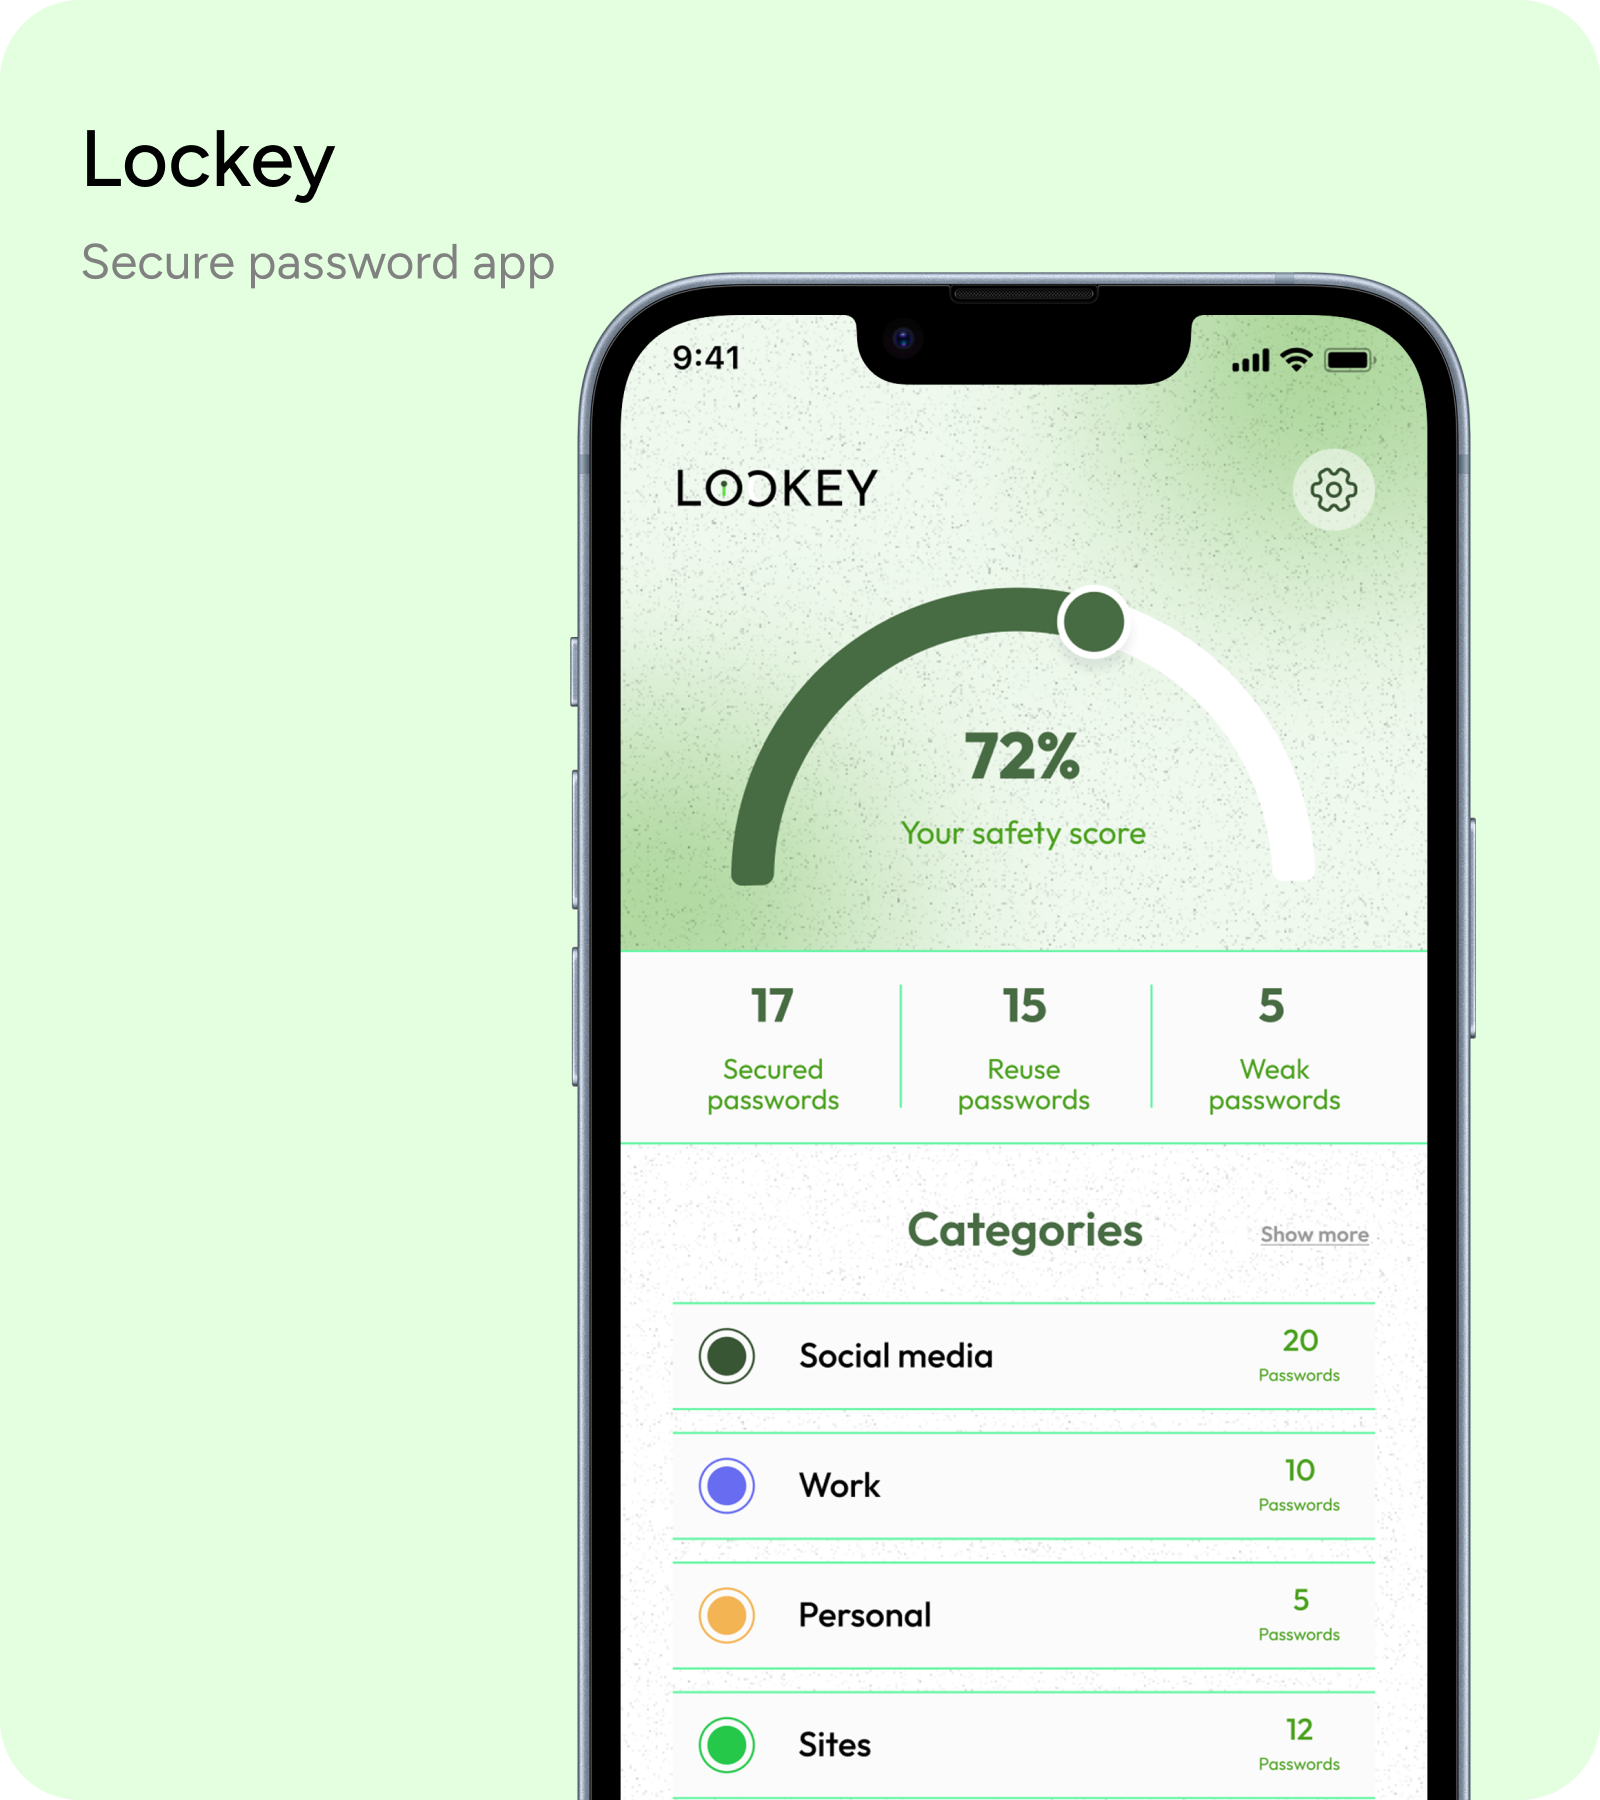 Lockey
Secure password app
9:41
LOCKEY
72%
Your safety score
17
Secured
passwords
15
Reuse
passwords
5
Weak
passwords
Categories
Show more
Social media
20
Passwords
Work
10
Passwords
Personal
5
Passwords
Sites
12
Passwords